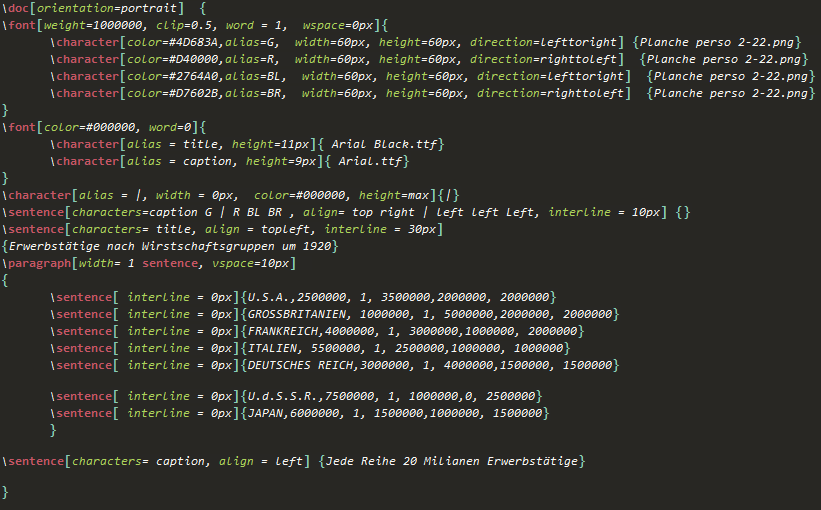 \doc[orientation=portrait]  {
\font[weight=1000000, clip=0.5, word = 1,  wspace=0px]{
\character[color=#4D683A,alias=G,  width=60px, height=60px, direction=lefttoright] {Planche perso 2-22.png}
\character[color=#D40000,alias=R,  width=60px, height=60px, direction=righttoleft]  {Planche perso 2-22.png}
\character[color=#2764A0,alias=BL,  width=60px, height=60px, direction=lefttoright]  {Planche perso 2-22.png}
\character[color=#D7602B,alias=BR,  width=60px, height=60px, direction=righttoleft]  {Planche perso 2-22.png}
}
\font[color=#000000, word=0]{
\character[alias = title, height=11px]{ Arial Black.ttf}
\character[alias = caption, height=9px]{ Arial.ttf}
}
\character[alias = |, width = 0px,  color=#000000, height=max]{|}
\sentence[characters=caption G | R BL BR , align= top right | left left Left, interline = 10px] {}
\sentence[characters= title, align = topleft, interline = 30px]
{Erwerbstätige nach Wirstschaftsgruppen um 1920}
\paragraph[width= 1 sentence, vspace=10px]
{
\sentence[ interline = 0px]{U.S.A.,2500000, 1, 3500000,2000000, 2000000}
\sentence[ interline = 0px]{GROSSBRITANIEN, 1000000, 1, 5000000,2000000, 2000000}
\sentence[ interline = 0px]{FRANKREICH,4000000, 1, 3000000,1000000, 2000000}
\sentence[ interline = 0px]{ITALIEN, 5500000, 1, 2500000,1000000, 1000000}
\sentence[ interline = 0px]{DEUTSCHES REICH,3000000, 1, 4000000,1500000, 1500000}
\sentence[ interline = 0px]{U.d.S.S.R.,7500000, 1, 1000000,0, 2500000}
\sentence[ interline = 0px]{JAPAN,6000000, 1, 1500000,1000000, 1500000}
}
\sentence[characters= caption, align = left] {Jede Reihe 20 Milianen Erwerbstätige}
}